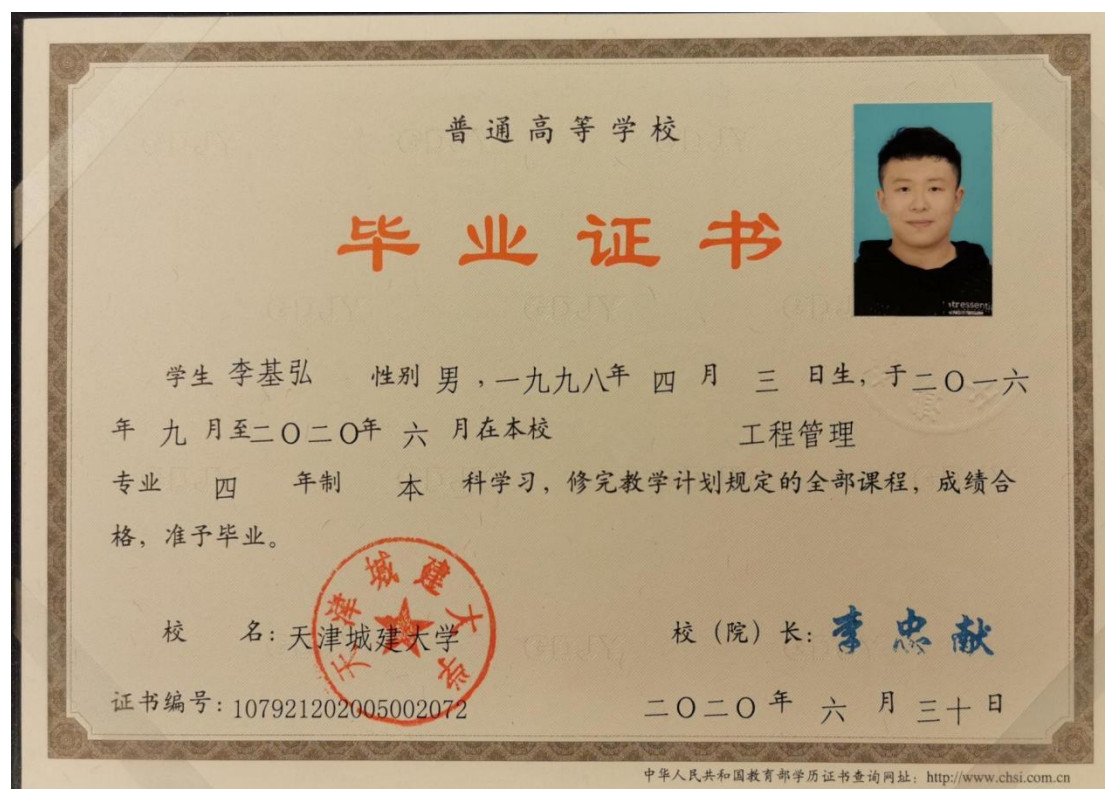 普通高等学校
毕业证书
学生 李基弘 性别 男 ，一九九八年 四 月 三 日生，于二〇一六
年 九 月至二〇二〇年 六 月在本校 工程管理
专业 四 年制 本 科学习，修完教学计划规定的全部课程，成绩合
格，准予毕业。
天津城建大学
校 名：天津城建大学 校（院）长：李忠献
证书编号：107921202005002072 二〇二〇年 六 月 三十 日
中华人民共和国教育部学历证书查询网址：http://www.chsi.com.cn